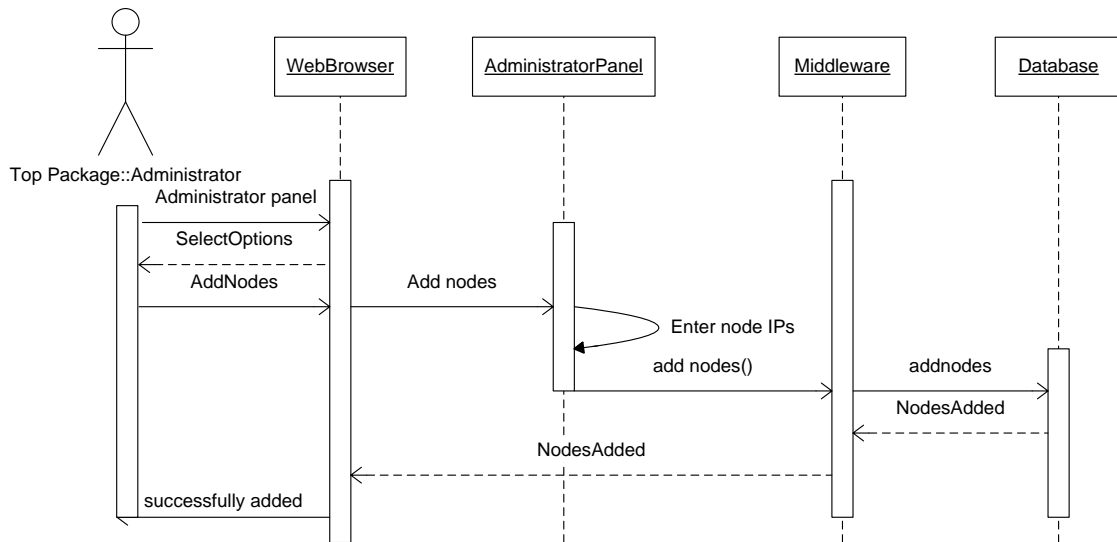 WebBrowser
AdministratorPanel
Middleware
Database
Top Package::Administrator
Administrator panel
SelectOptions
AddNodes
Add nodes
Enter node IPs
add nodes()
addnodes
NodesAdded
NodesAdded
successfully added